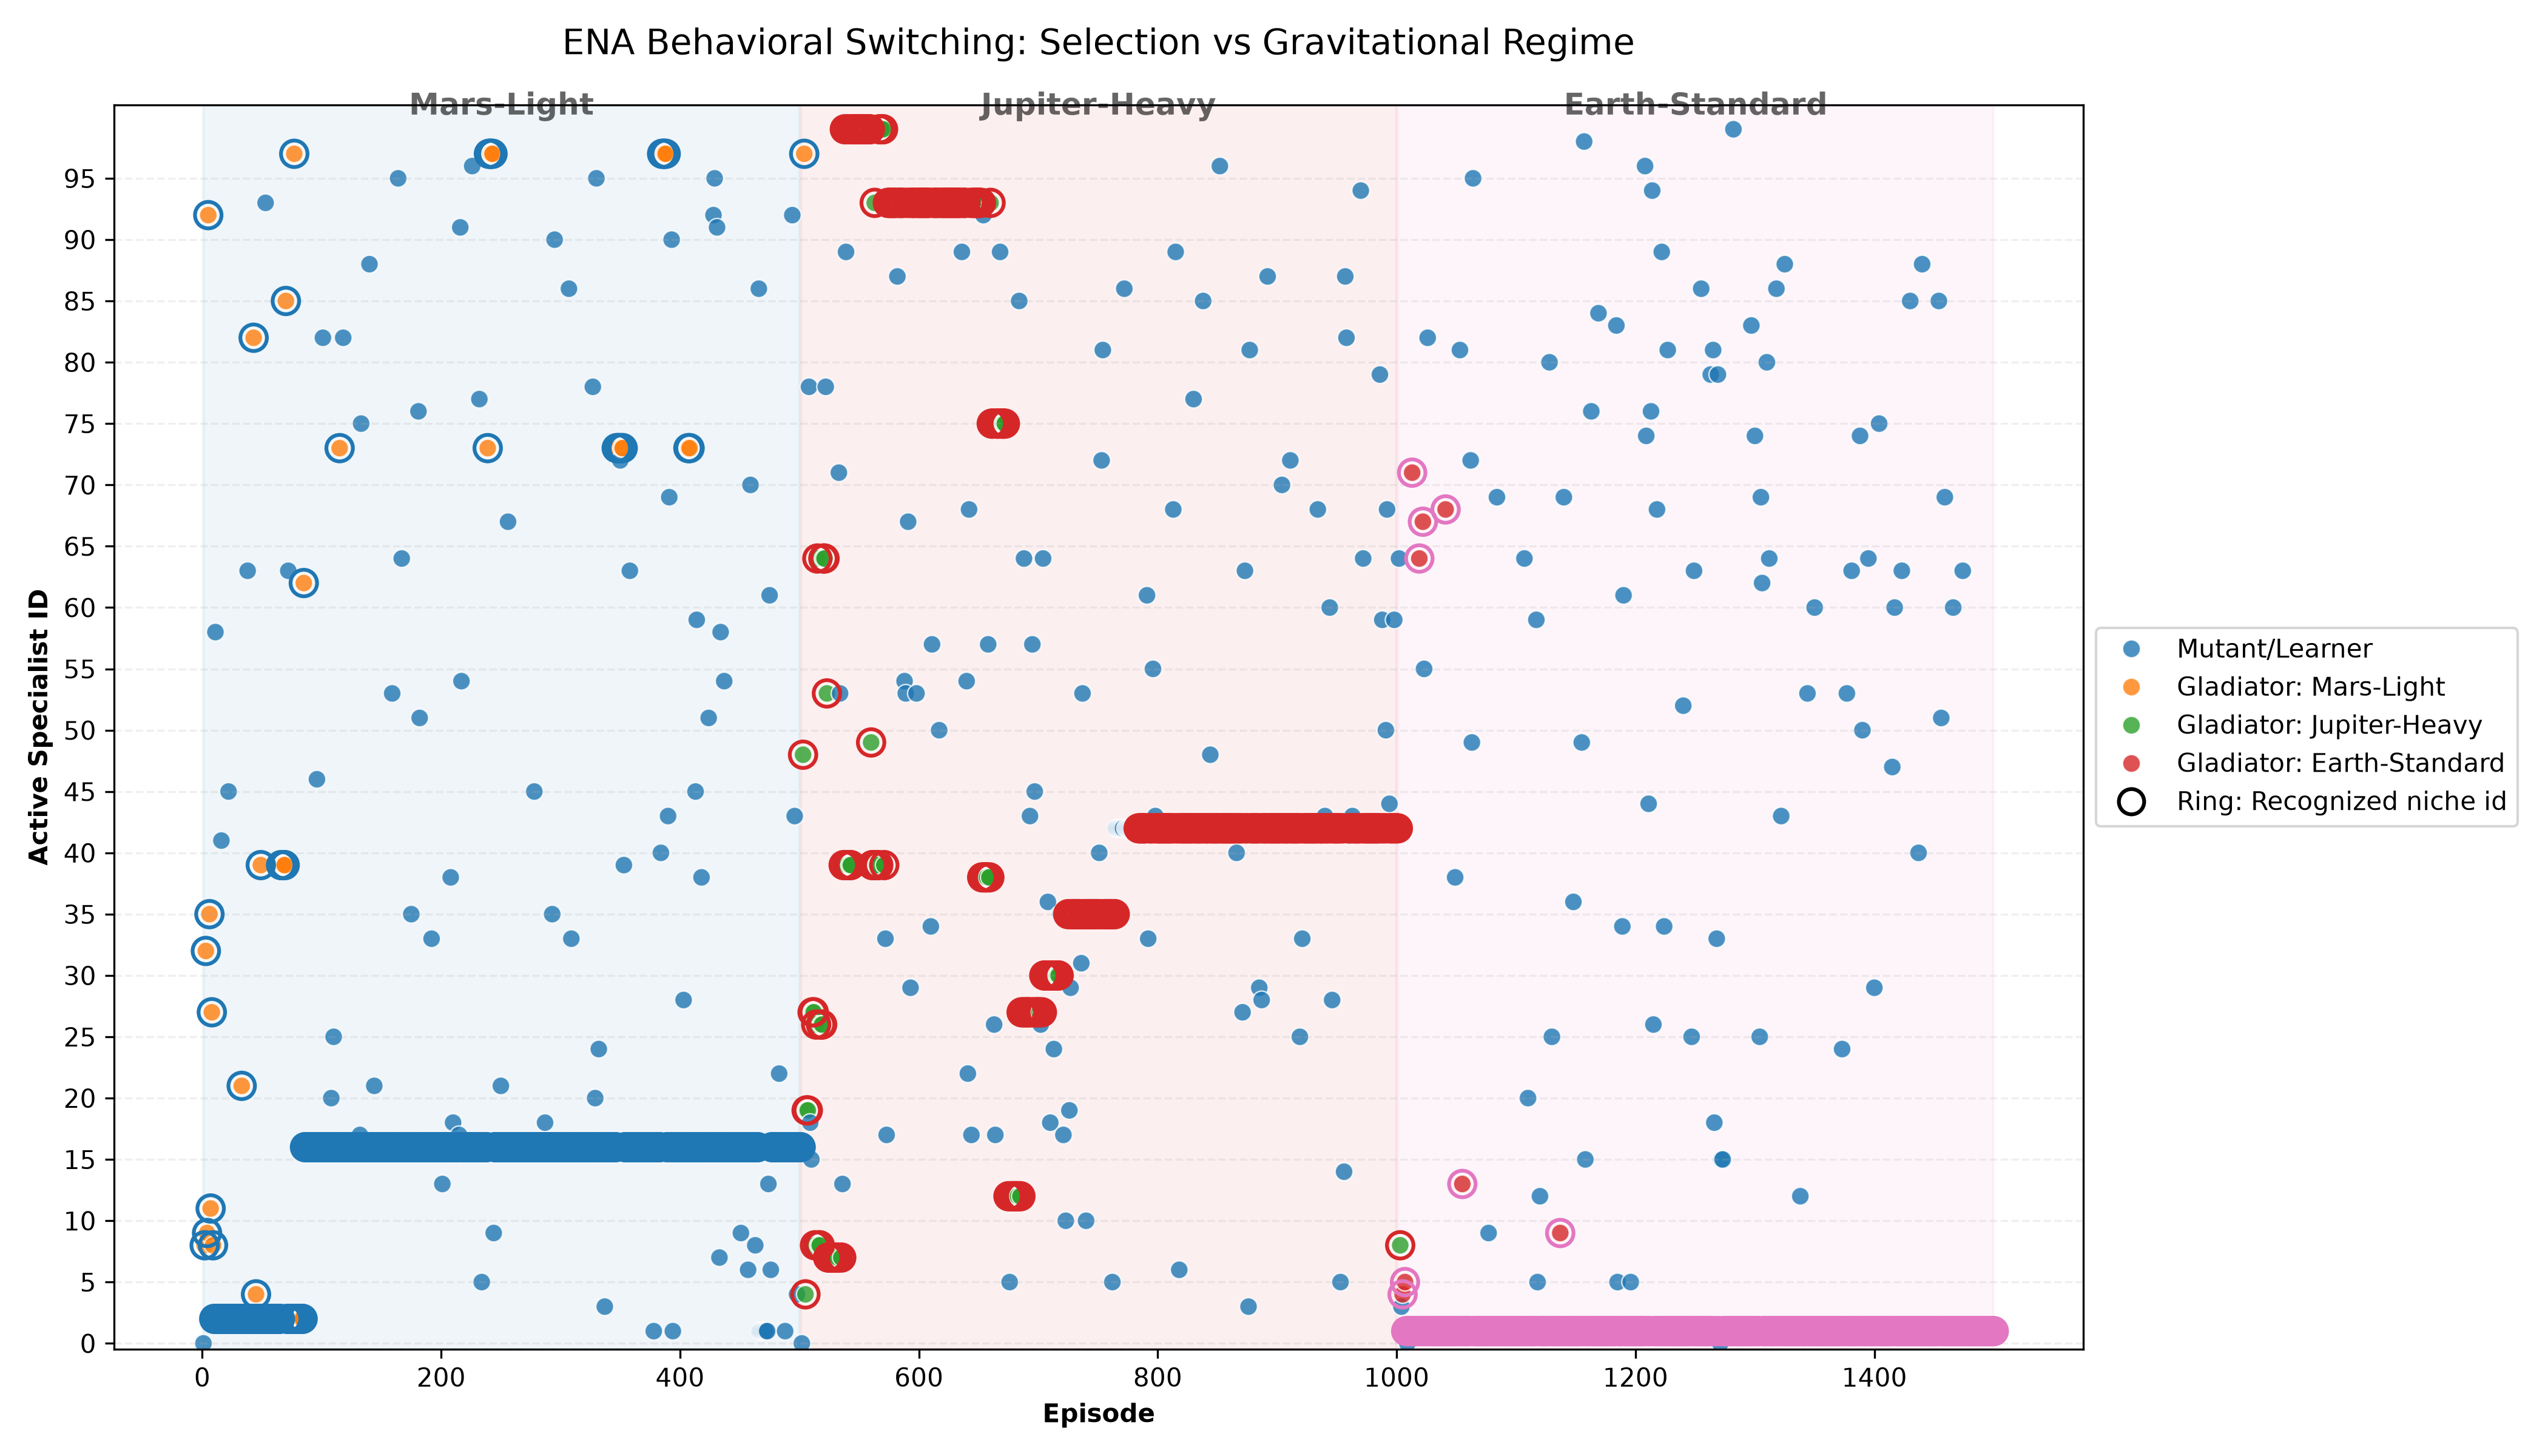 ENA Behavioral Switching: Selection vs Gravitational Regime
Mars-Light
Jupiter-Heavy
Earth-Standard
95
90
85
80
75
70
65
60
55
50
45
40
35
30
25
20
15
10
5
0
Active Specialist ID
0
200
400
600
800
1000
1200
1400
Episode
Mutant/Learner
Gladiator: Mars-Light
Gladiator: Jupiter-Heavy
Gladiator: Earth-Standard
Ring: Recognized niche id